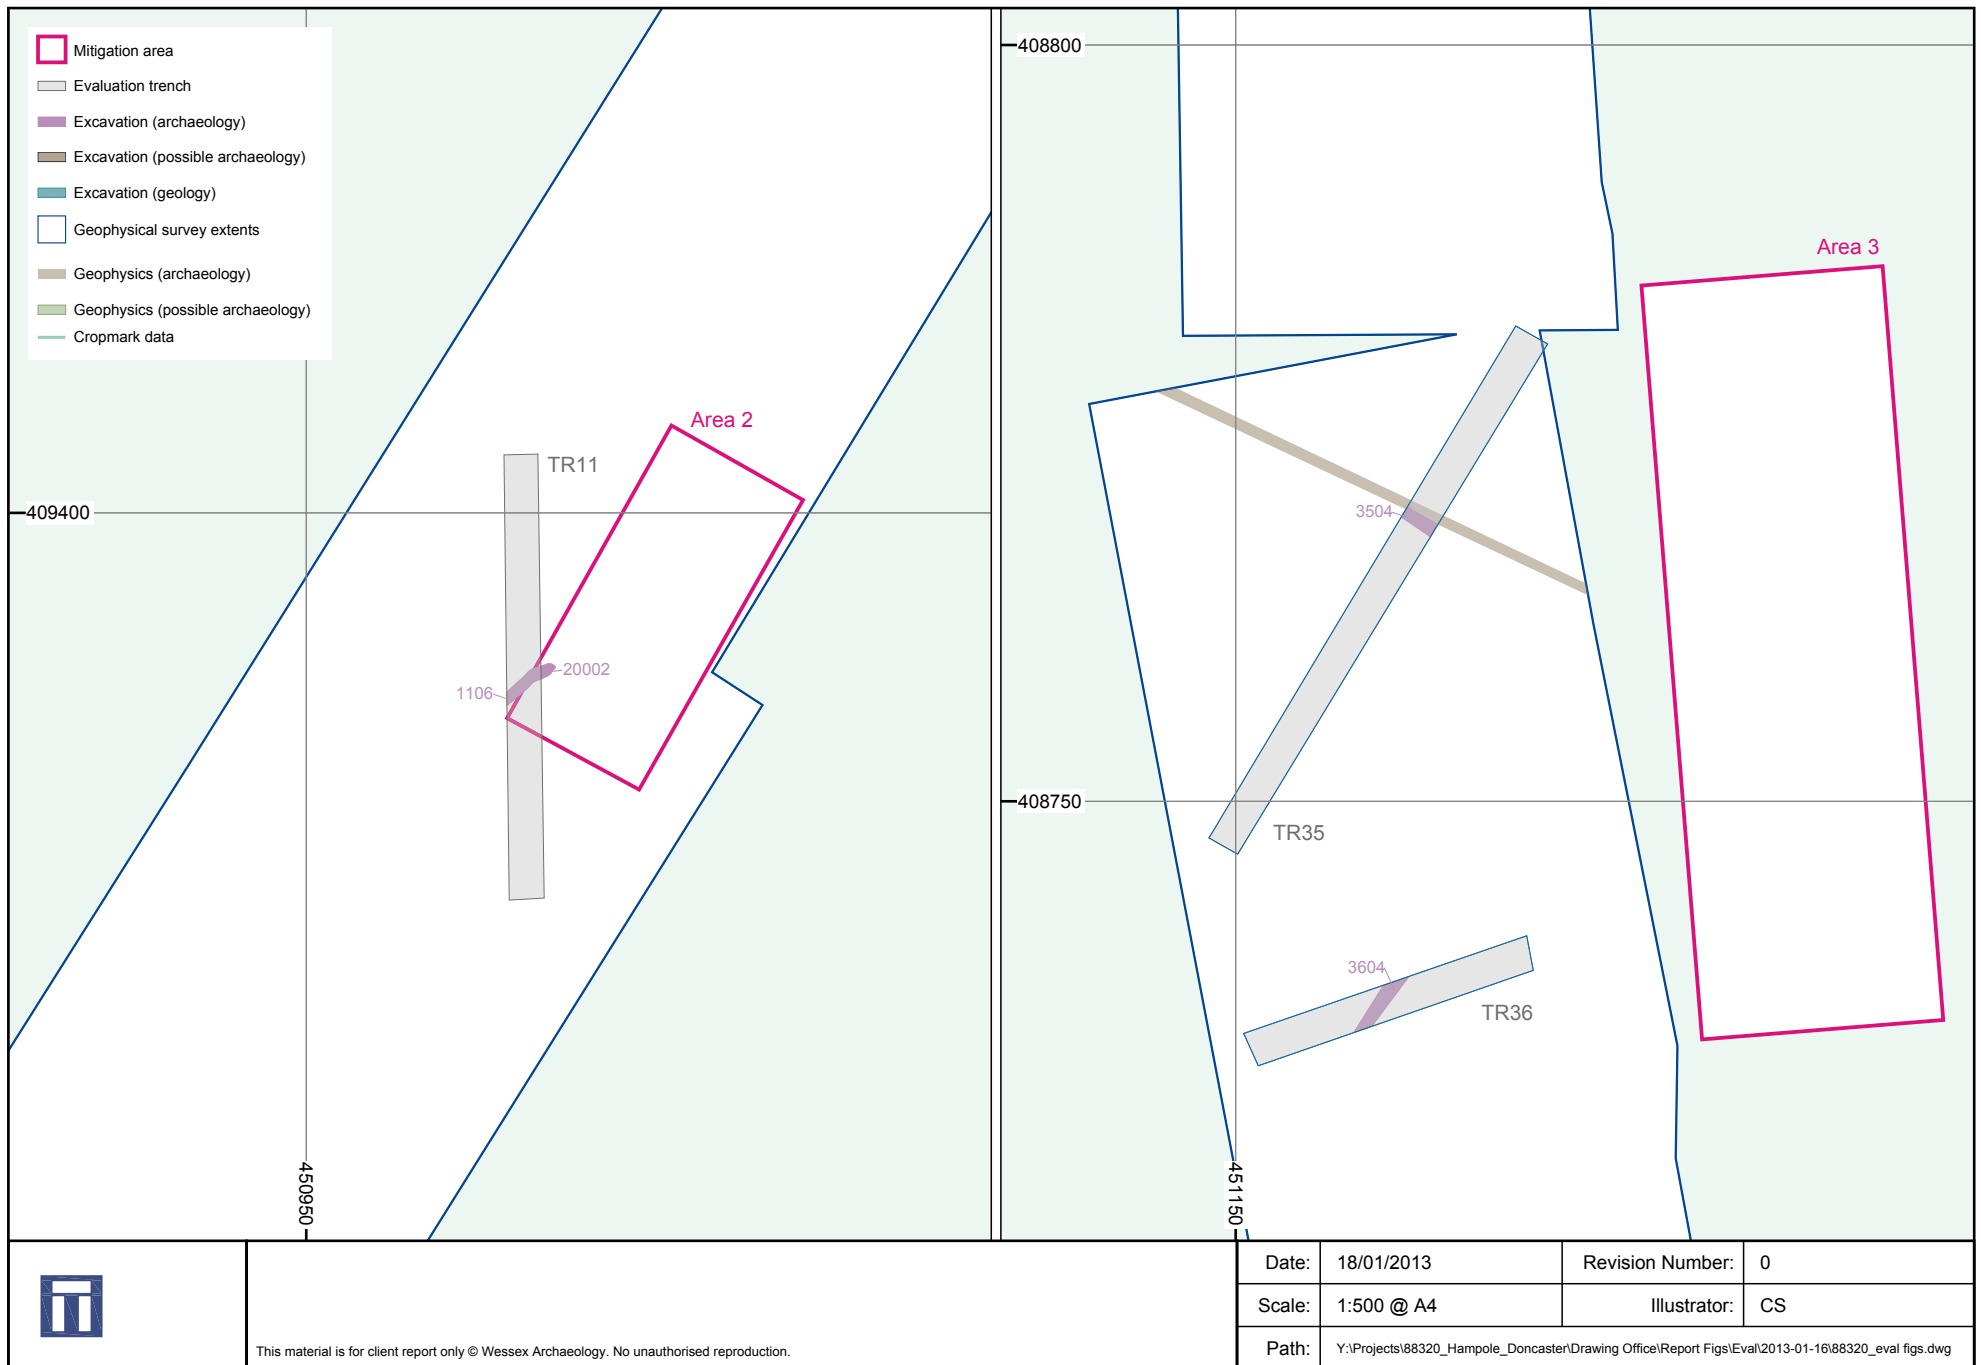 Mitigation area
Evaluation trench
Excavation (archaeology)
Excavation (possible archaeology)
Excavation (geology)
Geophysical survey extents
Geophysics (archaeology)
Geophysics (possible archaeology)
Cropmark data
Area 2
TR11
409400
20002
1106
450950
408800
Area 3
3504
408750
TR35
3604
TR36
451150
This material is for client report only © Wessex Archaeology. No unauthorised reproduction.
Date: 18/01/2013 Revision Number: 0
Scale: 1:500 @ A4 Illustrator: CS
Path: Y:\Projects\88320_Hampole_Doncaster\Drawing Office\Report Figs\Eval\2013-01-16\88320_eval figs.dwg